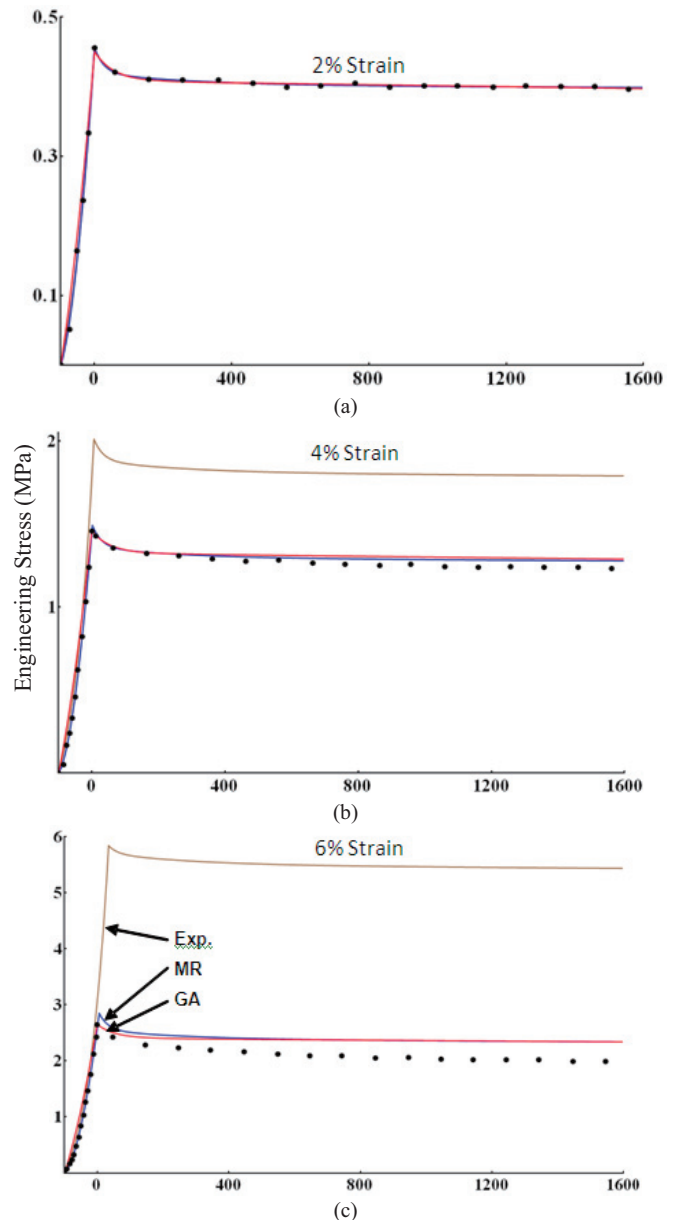 0.5
2% Strain
0.3
0.1
0 400 800 1200 1600
(a)
Engineering Stress (MPa)
2
4% Strain
1
0 400 800 1200 1600
(b)
6
6% Strain
5
4
Exp.
MR
3
GA
2
1
0 400 800 1200 1600
(c)